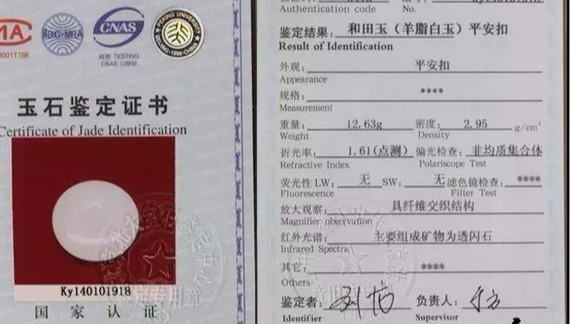 MA
ilac-MRA
CNAS
TESTING
CNAS L0958
PEKING UNIVERSITY
玉石鉴定证书
Certificate of Jade Identification
Ky140101918
国家认证
Authentication code No.
鉴定结果: 和田玉（羊脂白玉）平安扣
Result of Identification
外观: 平安扣
Appearance
规格: ****
Measurement
重量: 12.63g 密度: 2.95 g/cm³
Weight Density
折光率: 1.61(点测) 偏光检查: 非均质集合体
Refractive Index Polariscope Test
荧光性 LW: 无 SW: 无 滤色镜检查: ****
Fluorescence Filter Test
放大观察: 具纤维交织结构
Magnifier observation
红外光谱: 主要组成矿物为透闪石
Infrared Spectra
其它: ****
Others
鉴定者: 负责人:
Identifier Supervisor